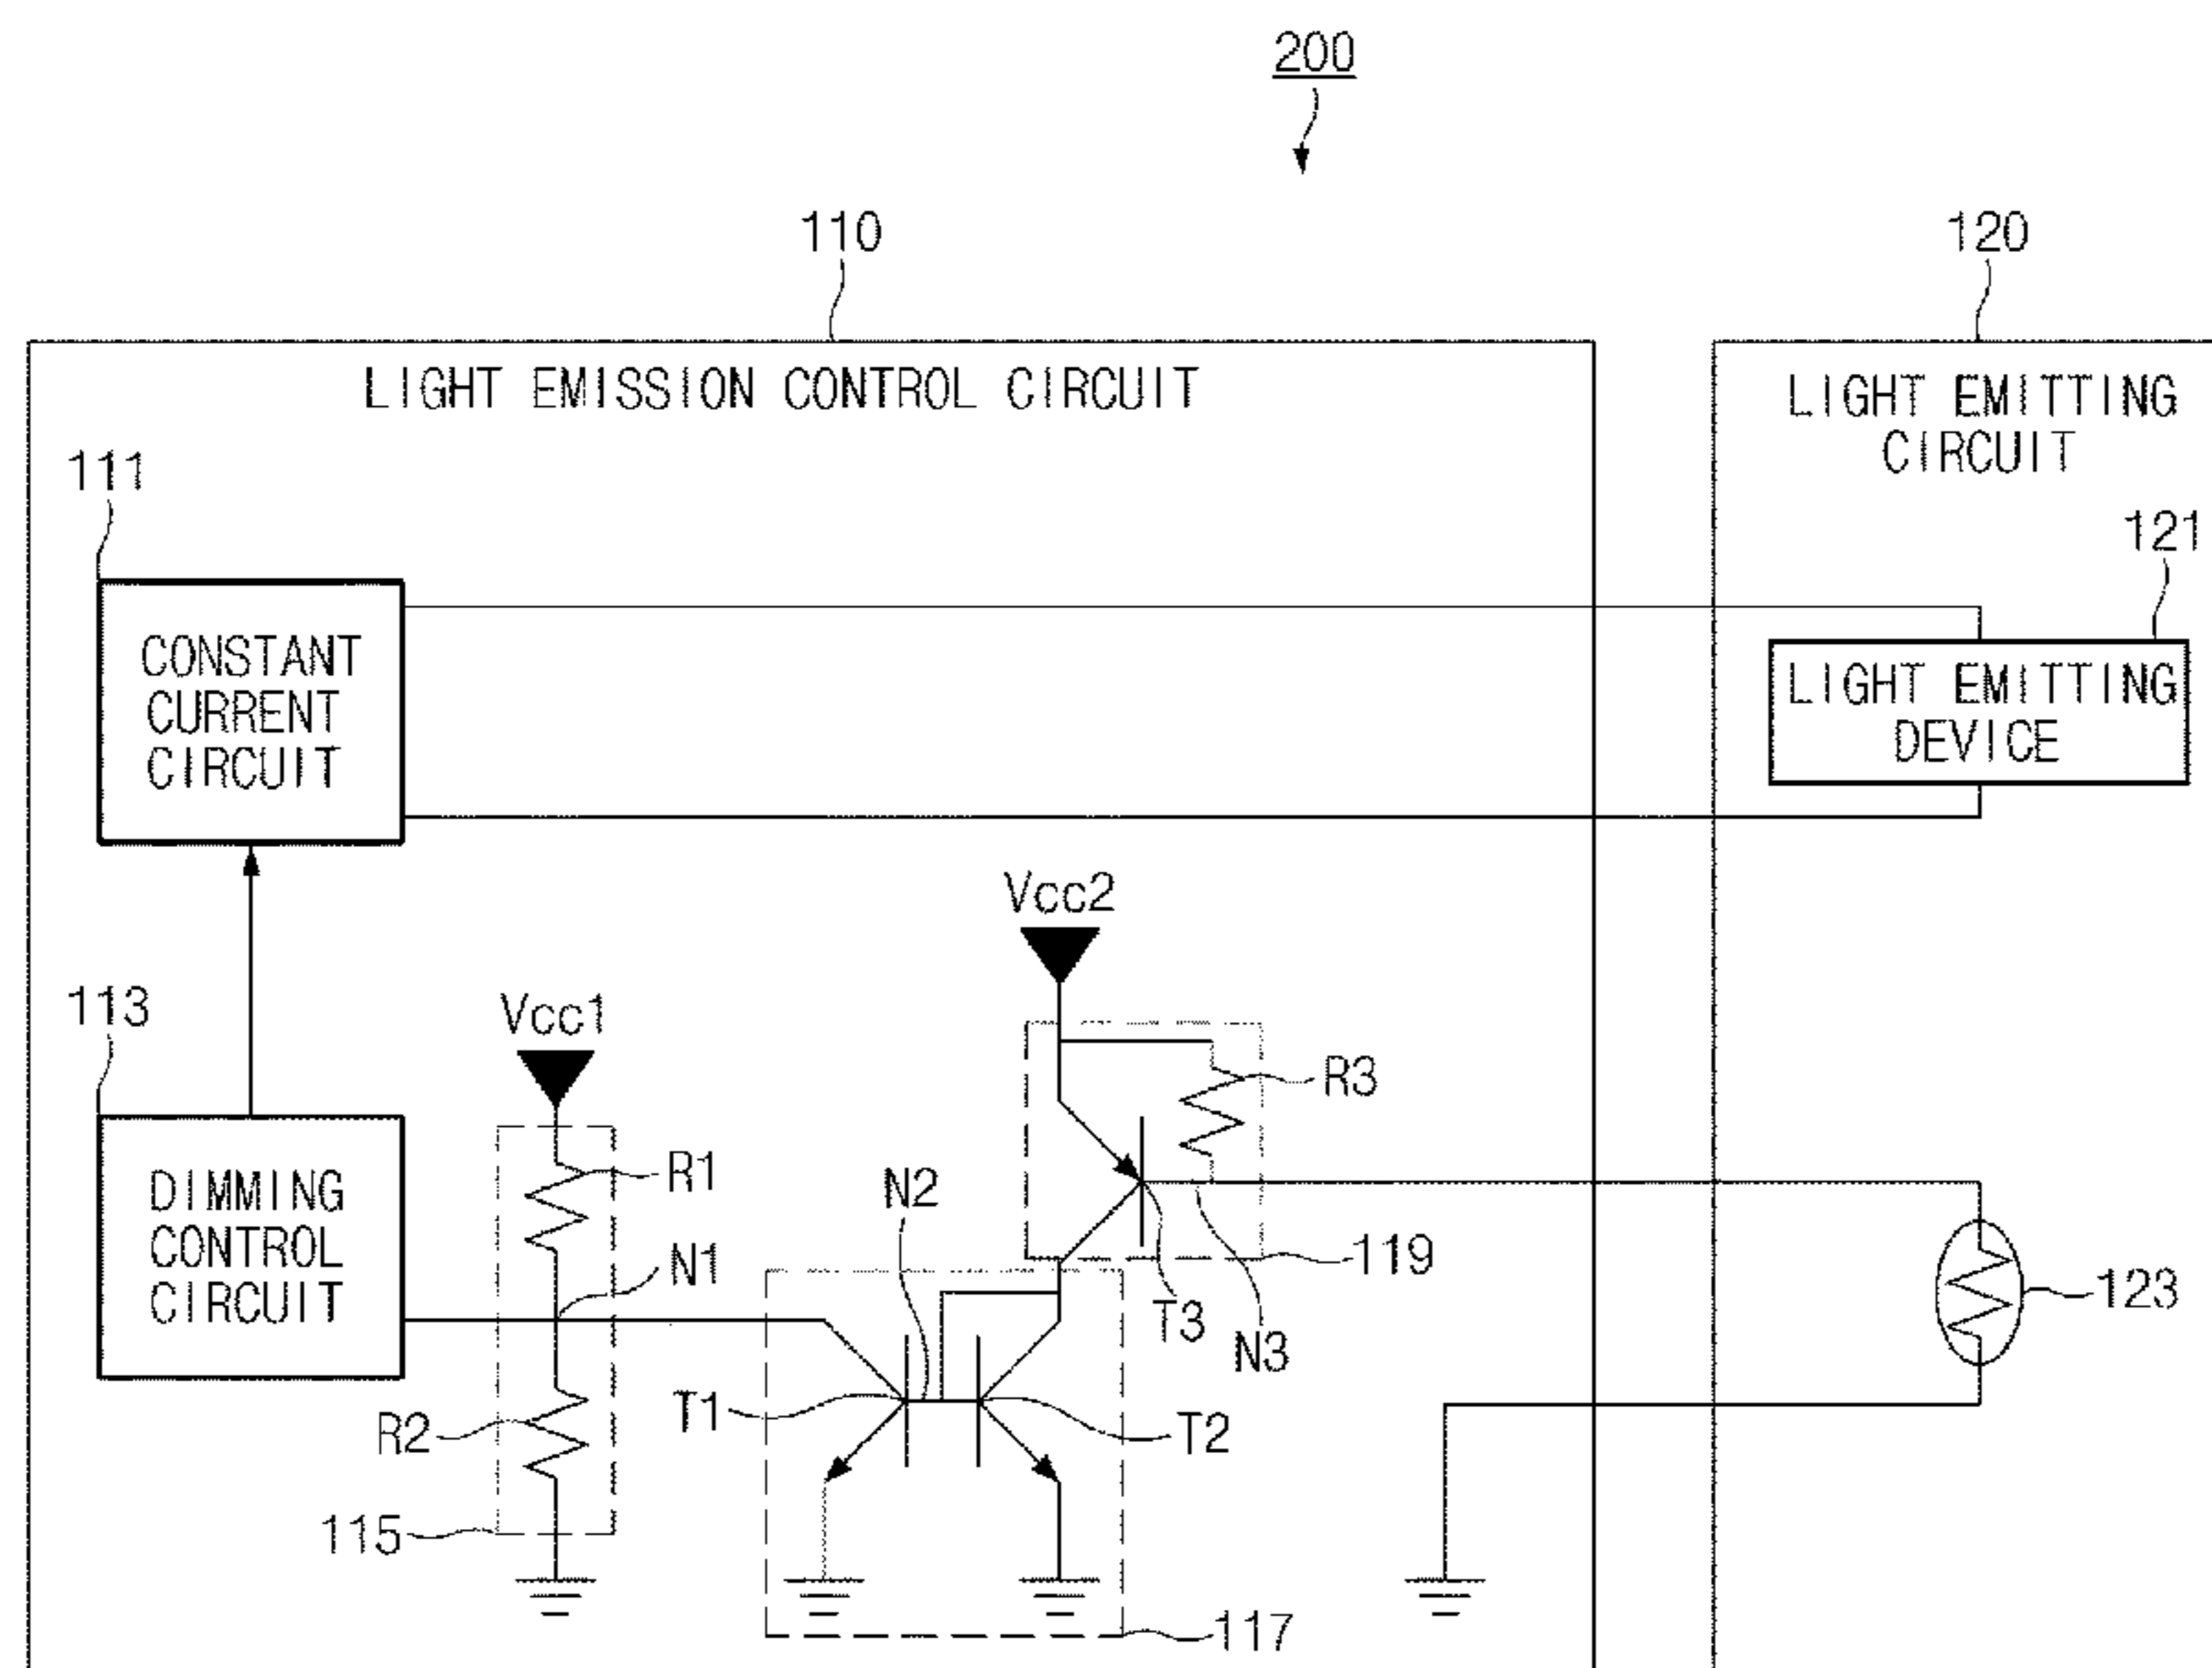 200
110
120
LIGHT EMISSION CONTROL CIRCUIT
LIGHT EMITTING
CIRCUIT
111
121
CONSTANT
CURRENT
CIRCUIT
LIGHT EMITTING
DEVICE
Vcc2
113
Vcc1
R3
DIMMING
CONTROL
CIRCUIT
R1
N2
N1
119
T3
N3
123
T1
R2
T2
115
117